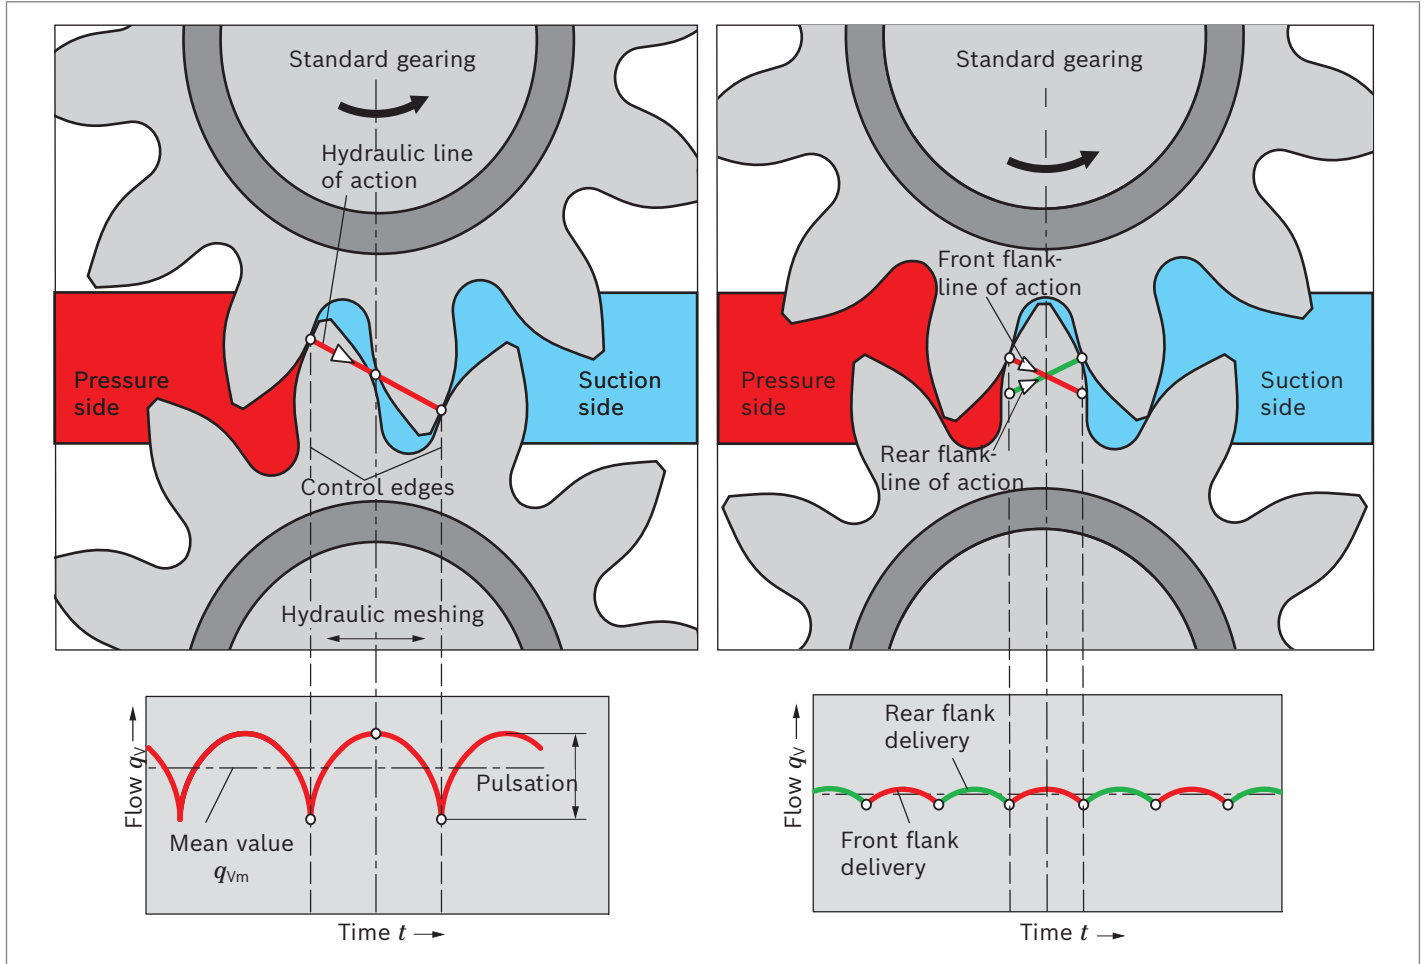 Standard gearing
Hydraulic line
of action
Pressure
side
Suction
side
Control edges
Hydraulic meshing
Flow qV
Pulsation
Mean value
qVm
Time t
Standard gearing
Front flank-
line of action
Pressure
side
Suction
side
Rear flank-
line of action
Flow qV
Rear flank
delivery
Front flank
delivery
Time t